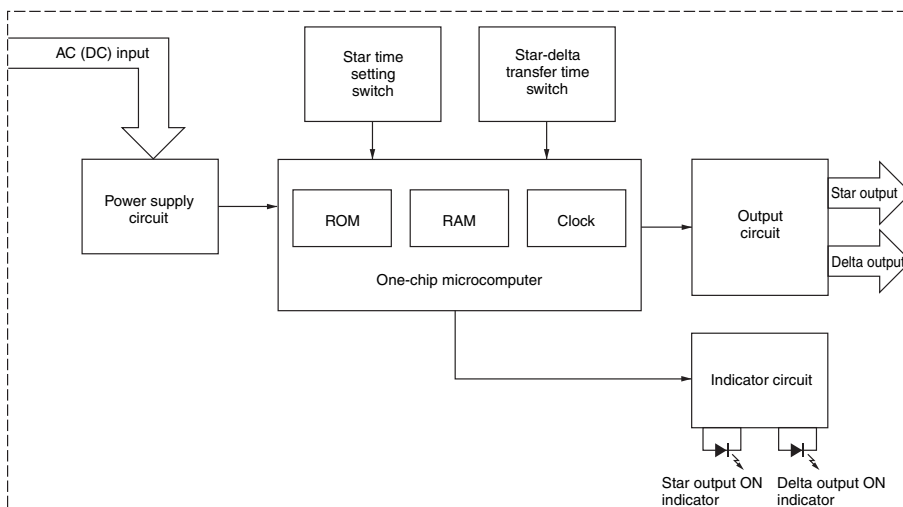 AC (DC) input
Star time
setting
switch
Star-delta
transfer time
switch
Power supply
circuit
ROM
RAM
Clock
One-chip microcomputer
Output
circuit
Star output
Delta output
Indicator circuit
Star output ON
indicator
Delta output ON
indicator